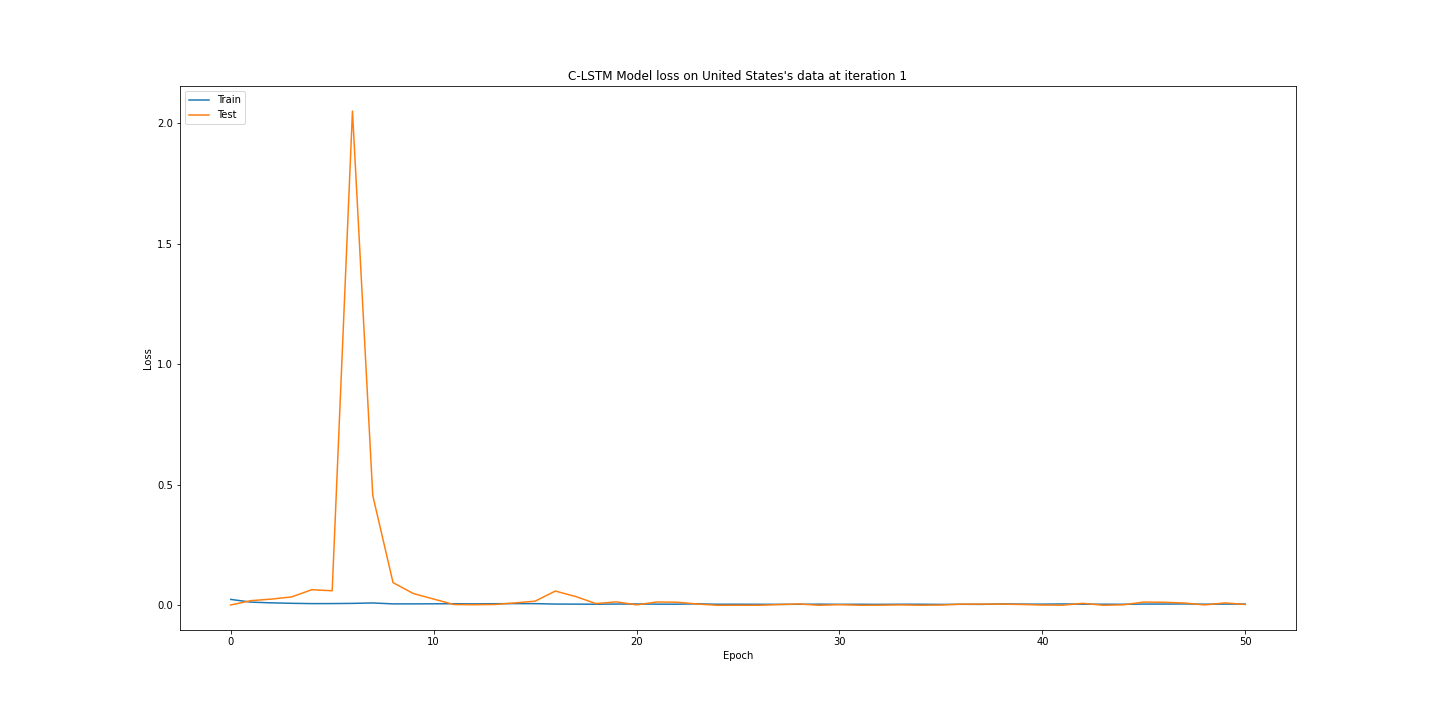 C-LSTM Model loss on United States's data at iteration 1
Train
Test
2.0
1.5
1.0
0.5
0.0
Loss
0 10 20 30 40 50
Epoch